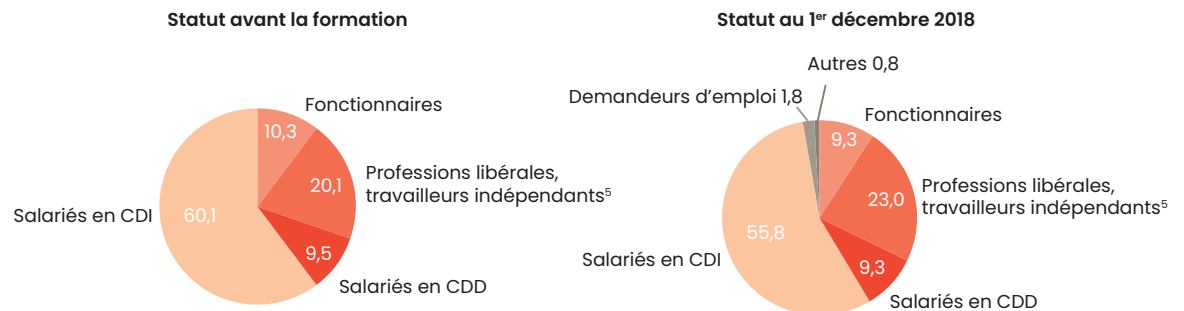 Statut avant la formation
Fonctionnaires
10,3
Professions libérales,
travailleurs indépendants⁵
20,1
Salariés en CDI
60,1
9,5
Salariés en CDD
Statut au 1ᵉʳ décembre 2018
Autres 0,8
Demandeurs d’emploi 1,8
Fonctionnaires
9,3
Professions libérales,
travailleurs indépendants⁵
23,0
55,8
Salariés en CDI
9,3
Salariés en CDD